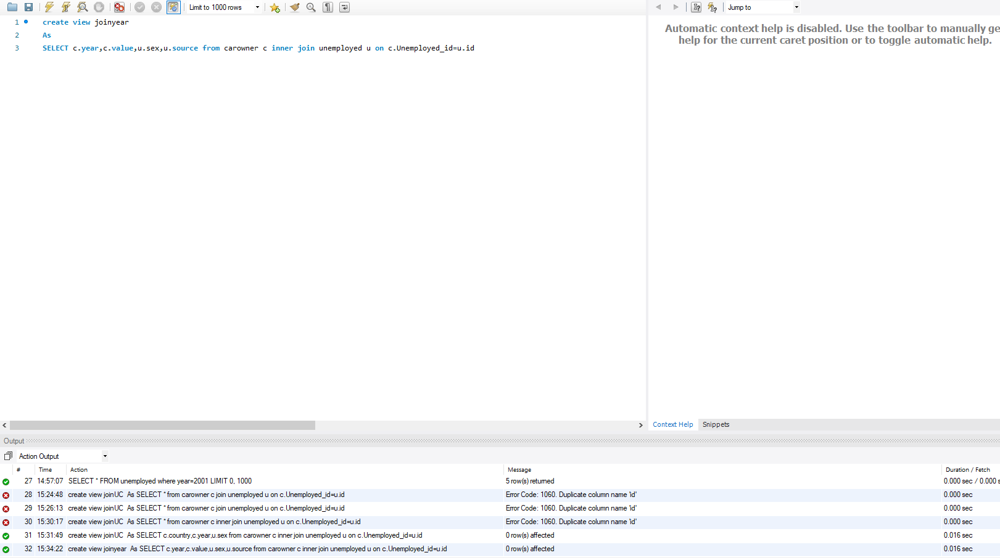 Limit to 1000 rows
Jump to
1 create view joinyear
2 As
3 SELECT c.year,c.value,u.sex,u.source from carowner c inner join unemployed u on c.Unemployed_id=u.id
Automatic context help is disabled. Use the toolbar to manually ge
help for the current caret position or to toggle automatic help.
Context Help Snippets
Output
Action Output
# Time Action Message Duration / Fetch
27 14:57:07 SELECT * FROM unemployed where year=2001 LIMIT 0, 1000 5 row(s) returned 0.000 sec / 0.000 s
28 15:24:48 create view joinUC As SELECT * from carowner c join unemployed u on c.Unemployed_id=u.id Error Code: 1060. Duplicate column name 'id' 0.000 sec
29 15:26:13 create view joinUC As SELECT * from carowner c join unemployed u on c.Unemployed_id=u.id Error Code: 1060. Duplicate column name 'id' 0.000 sec
30 15:30:17 create view joinUC As SELECT * from carowner c inner join unemployed u on c.Unemployed_id=u.id Error Code: 1060. Duplicate column name 'id' 0.000 sec
31 15:31:49 create view joinUC As SELECT c.country,c.year,u.sex from carowner c inner join unemployed u on c.Unemployed_id=u.id 0 row(s) affected 0.016 sec
32 15:34:22 create view joinyear As SELECT c.year,c.value,u.sex,u.source from carowner c inner join unemployed u on c.Unemployed_id=u.id 0 row(s) affected 0.016 sec